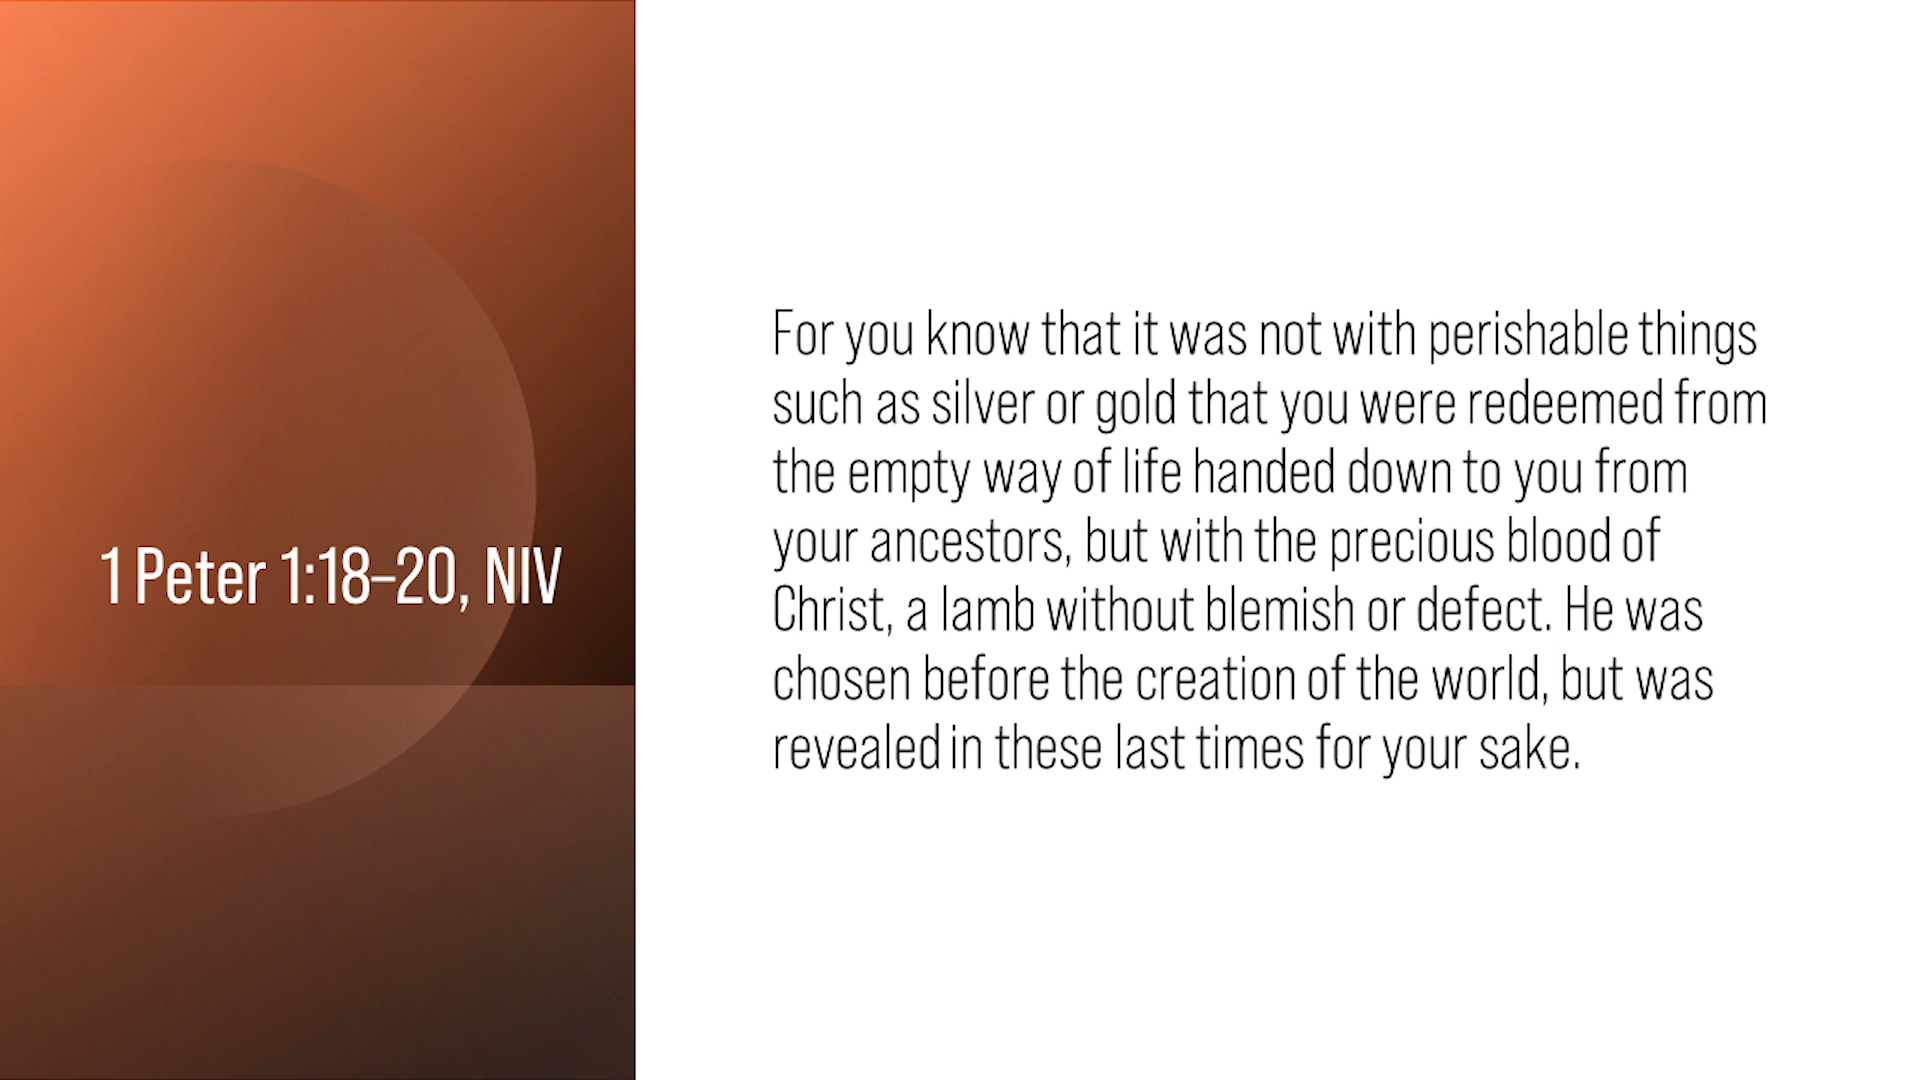 1 Peter 1:18–20, NIV
For you know that it was not with perishable things
such as silver or gold that you were redeemed from
the empty way of life handed down to you from
your ancestors, but with the precious blood of
Christ, a lamb without blemish or defect. He was
chosen before the creation of the world, but was
revealed in these last times for your sake.